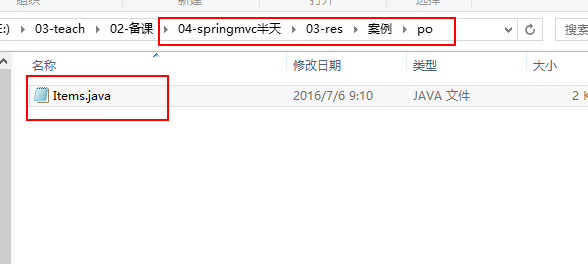 组织 新建 打开 选择
E:) 03-teach 02-备课 04-springmvc半天 03-res 案例 po 搜索
名称 修改日期 类型 大小
Items.java 2016/7/6 9:10 JAVA 文件 2 K